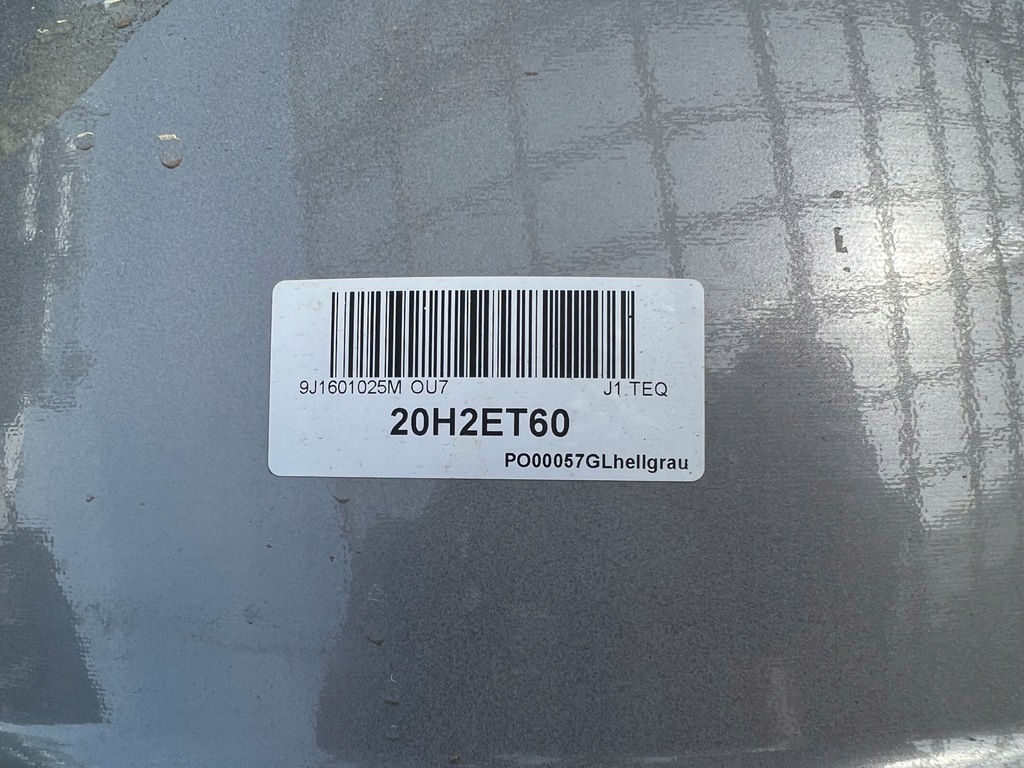 9J1601025M OU7 J1 TEQ
20H2ET60
PO00057GLhellgrau